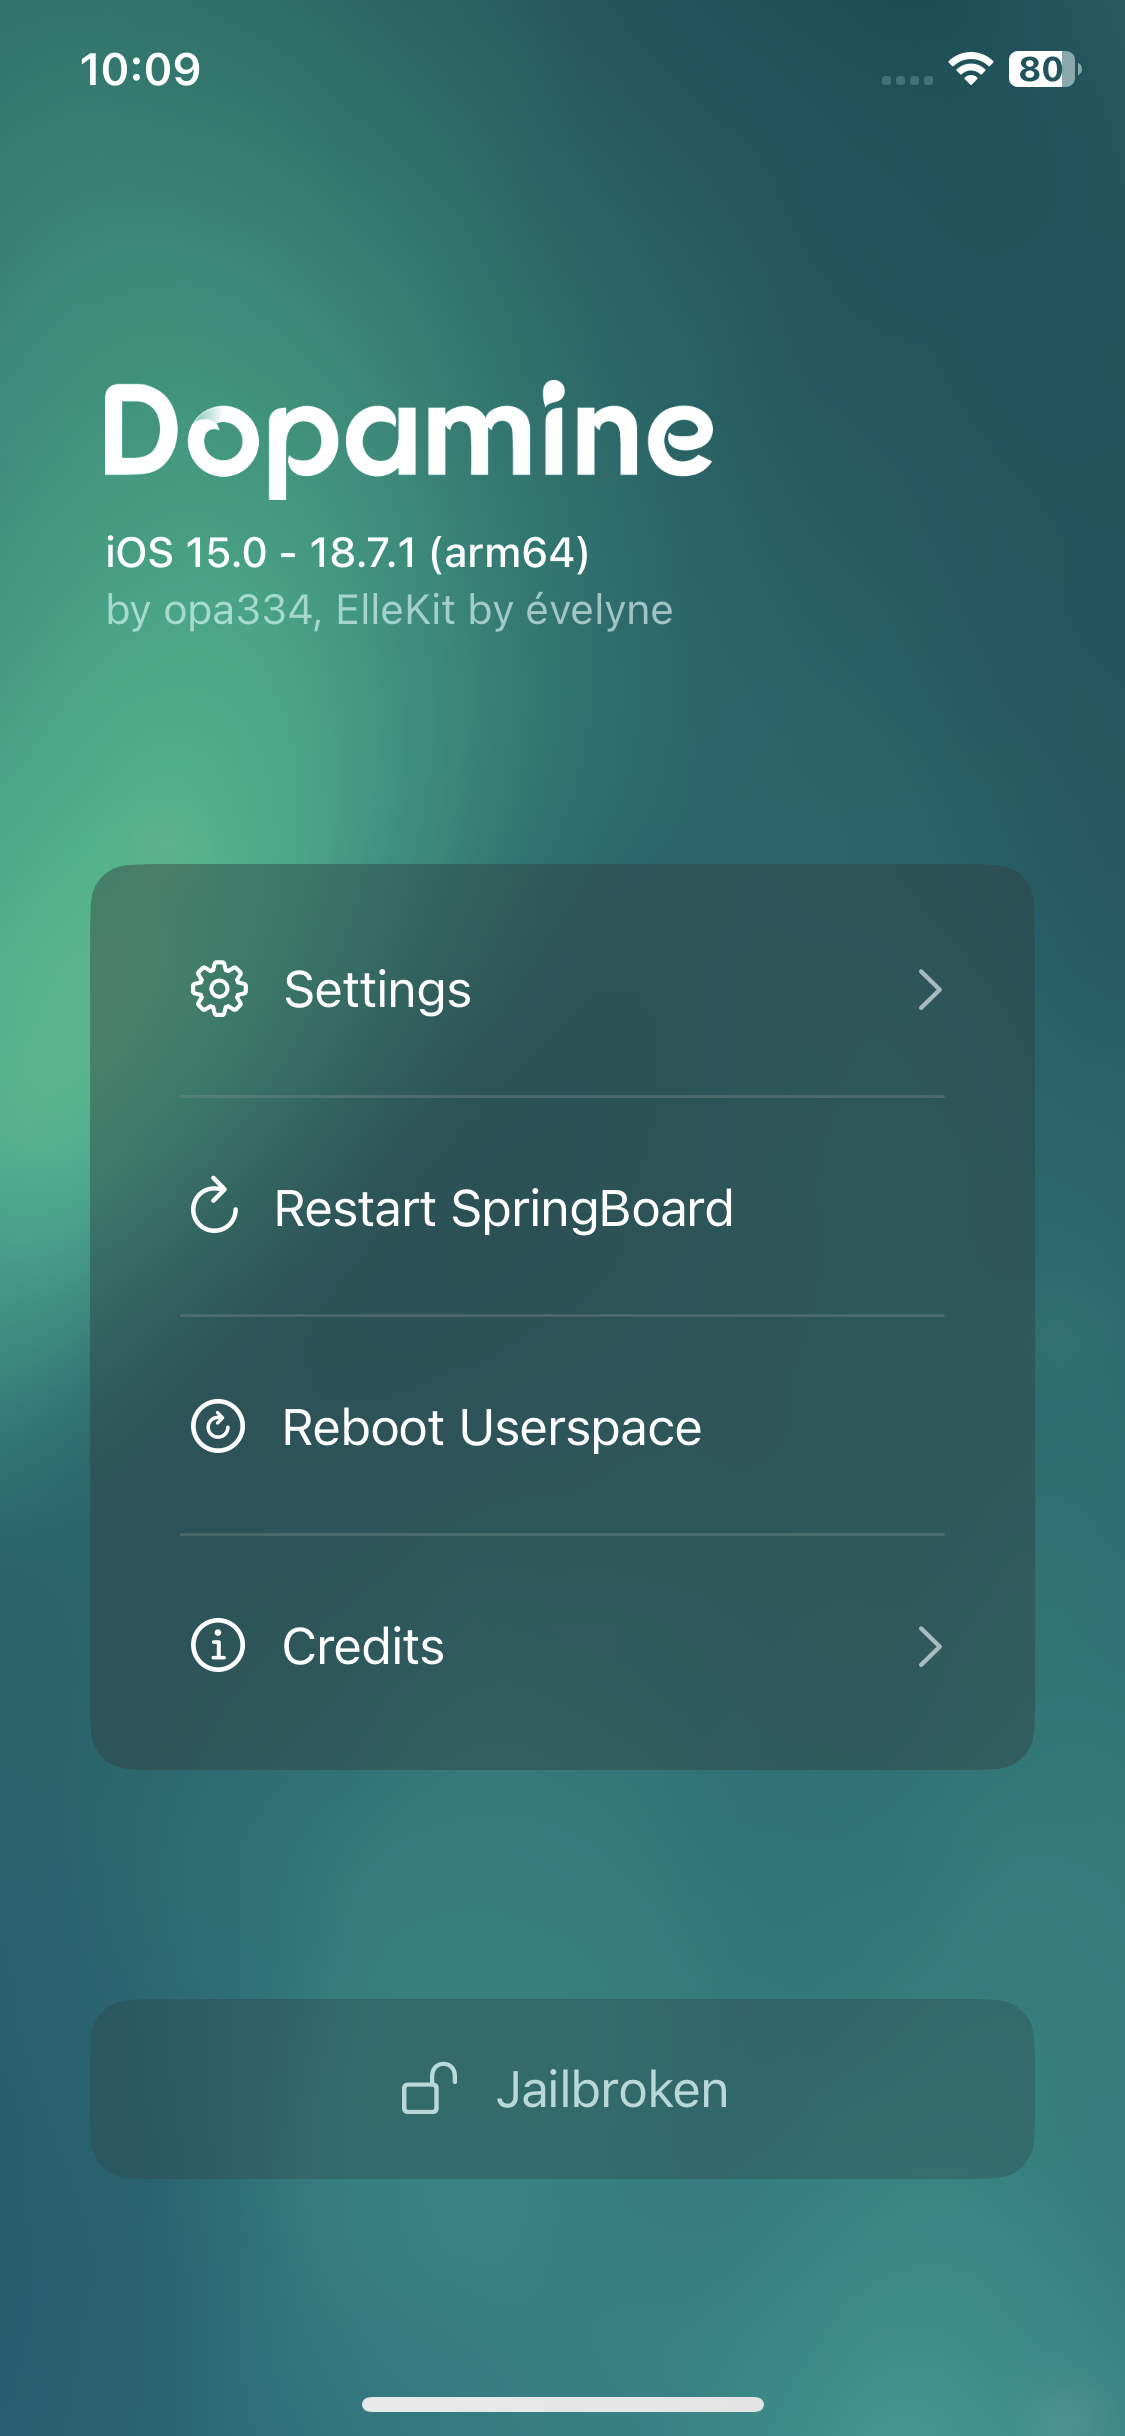 10:09
80
Dopamine
iOS 15.0 - 18.7.1 (arm64)
by opa334, ElleKit by évelyne
Settings
Restart SpringBoard
Reboot Userspace
Credits
Jailbroken